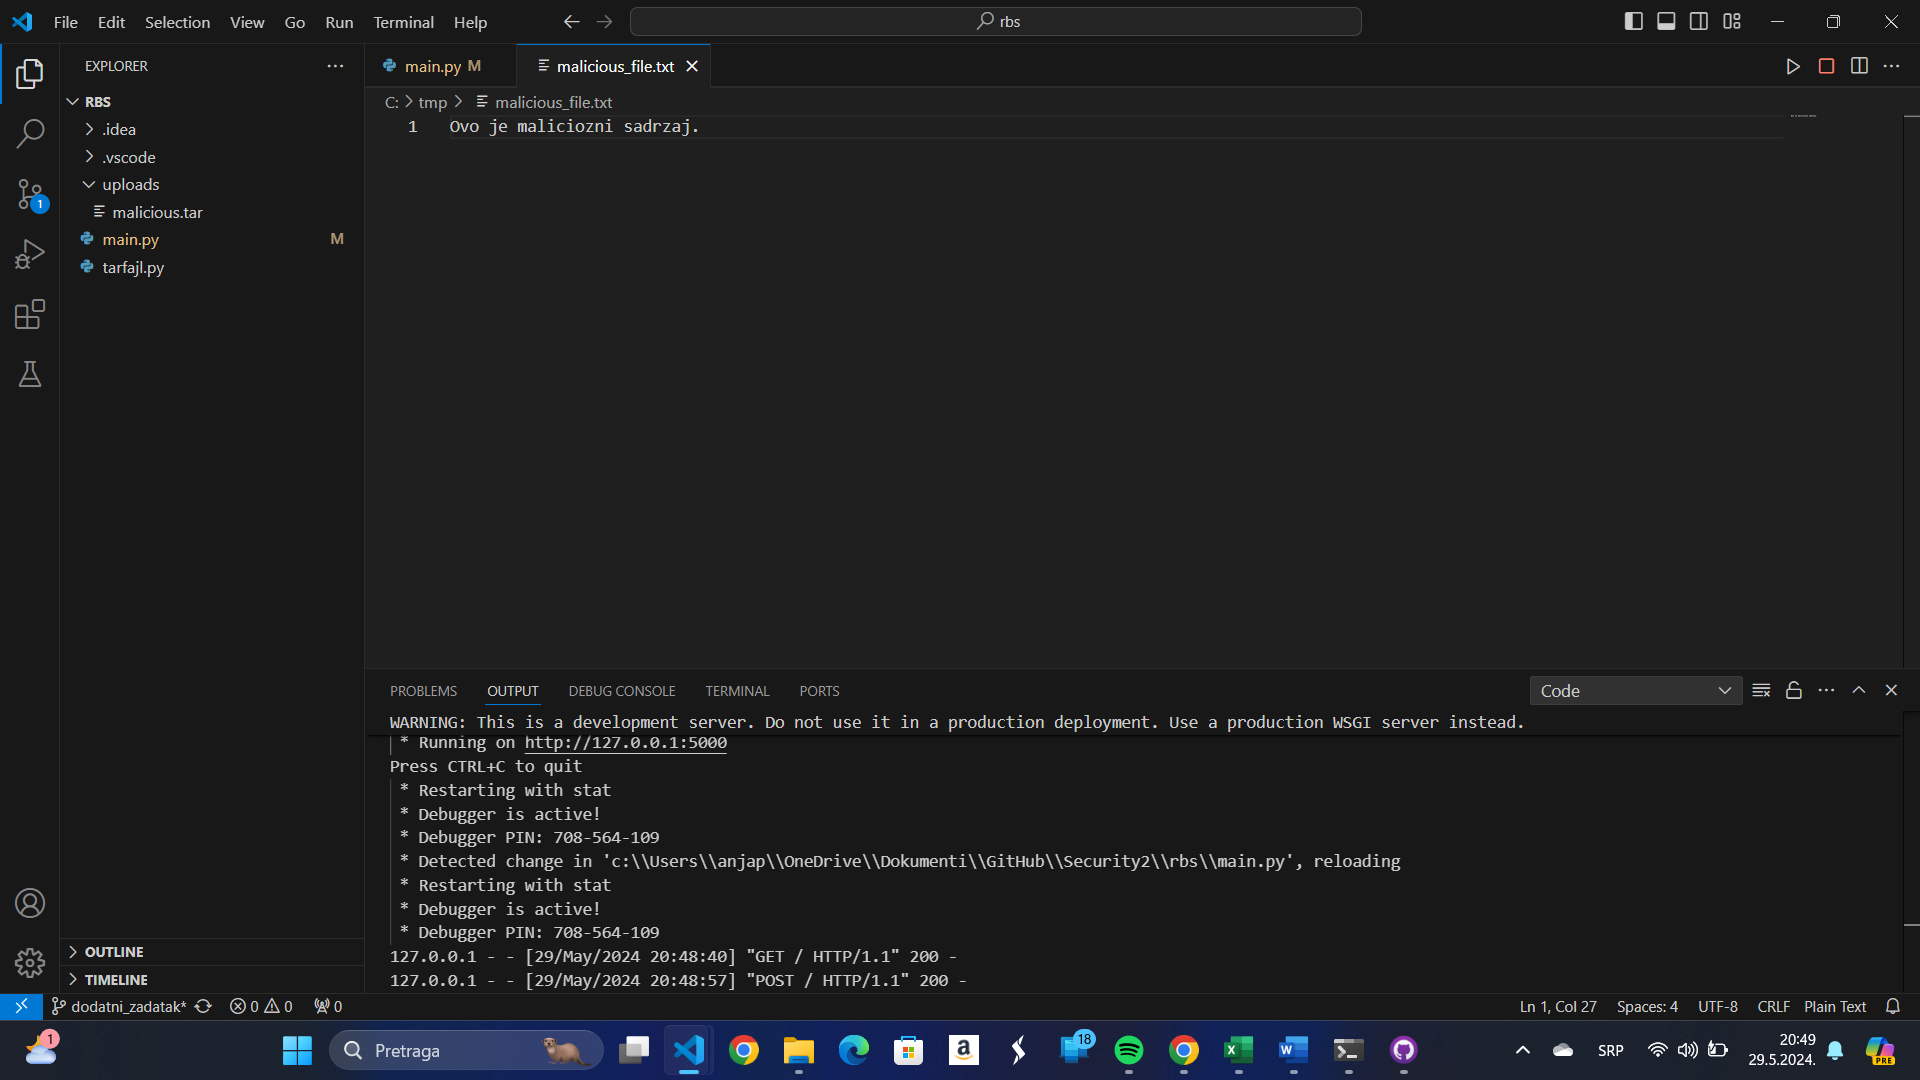 File Edit Selection View Go Run Terminal Help
rbs
EXPLORER
RBS
.idea
.vscode
uploads
malicious.tar
main.py M
tarfajl.py
OUTLINE
TIMELINE
main.py M
malicious_file.txt
C: > tmp > malicious_file.txt
1 Ovo je maliciozni sadrzaj.
PROBLEMS OUTPUT DEBUG CONSOLE TERMINAL PORTS
Code
WARNING: This is a development server. Do not use it in a production deployment. Use a production WSGI server instead.
* Running on http://127.0.0.1:5000
Press CTRL+C to quit
* Restarting with stat
* Debugger is active!
* Debugger PIN: 708-564-109
* Detected change in 'c:\\Users\\anjap\\OneDrive\\Dokumenti\\GitHub\\Security2\\rbs\\main.py', reloading
* Restarting with stat
* Debugger is active!
* Debugger PIN: 708-564-109
127.0.0.1 - - [29/May/2024 20:48:40] "GET / HTTP/1.1" 200 -
127.0.0.1 - - [29/May/2024 20:48:57] "POST / HTTP/1.1" 200 -
1
dodatni_zadatak* 0 0 0
Ln 1, Col 27 Spaces: 4 UTF-8 CRLF Plain Text
1
Pretraga
a
18
X
W
SRP
20:49
29.5.2024.
PRE